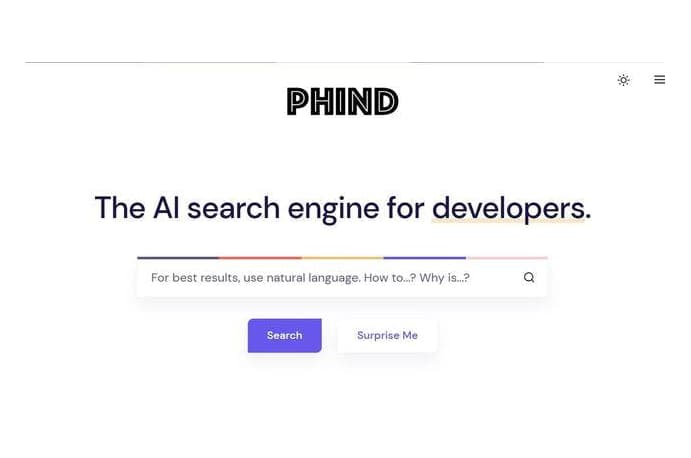 PHIND
The AI search engine for developers.
For best results, use natural language. How to...? Why is...?
Search
Surprise Me